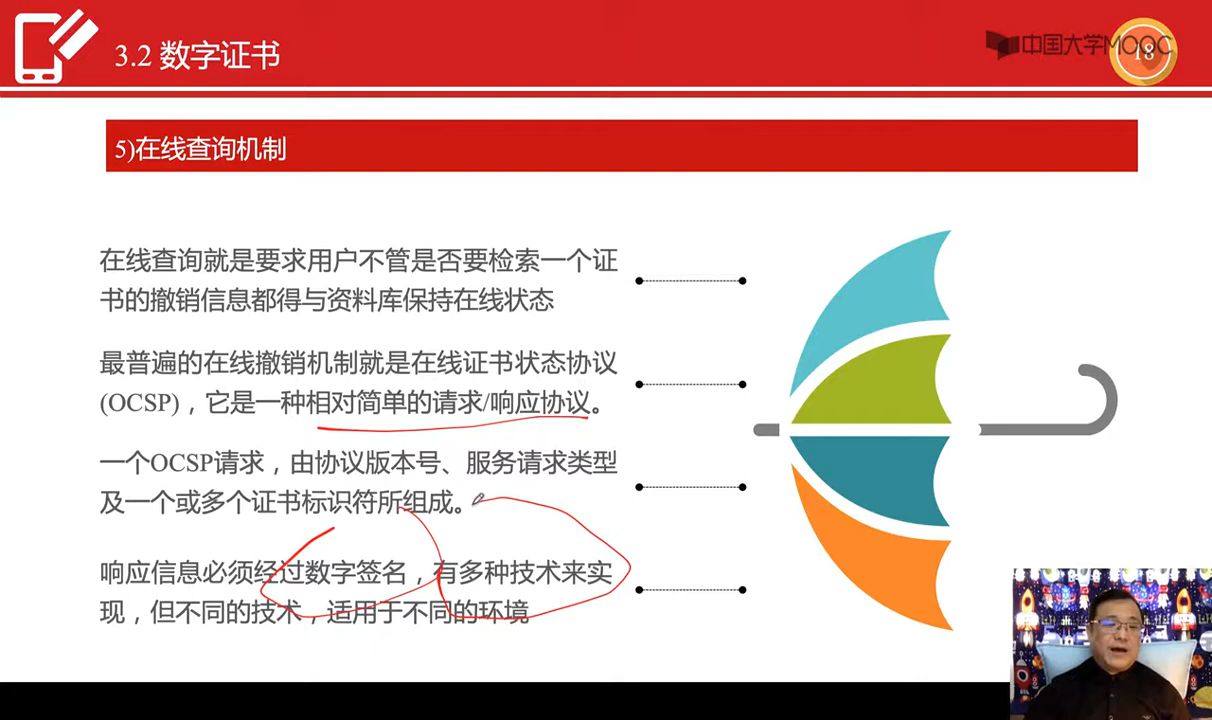 3.2 数字证书
中国大学MOOC
18
5)在线查询机制
在线查询就是要求用户不管是否要检索一个证
书的撤销信息都得与资料库保持在线状态
最普遍的在线撤销机制就是在线证书状态协议
(OCSP)，它是一种相对简单的请求/响应协议。
一个OCSP请求，由协议版本号、服务请求类型
及一个或多个证书标识符所组成。
响应信息必须经过数字签名，有多种技术来实
现，但不同的技术，适用于不同的环境